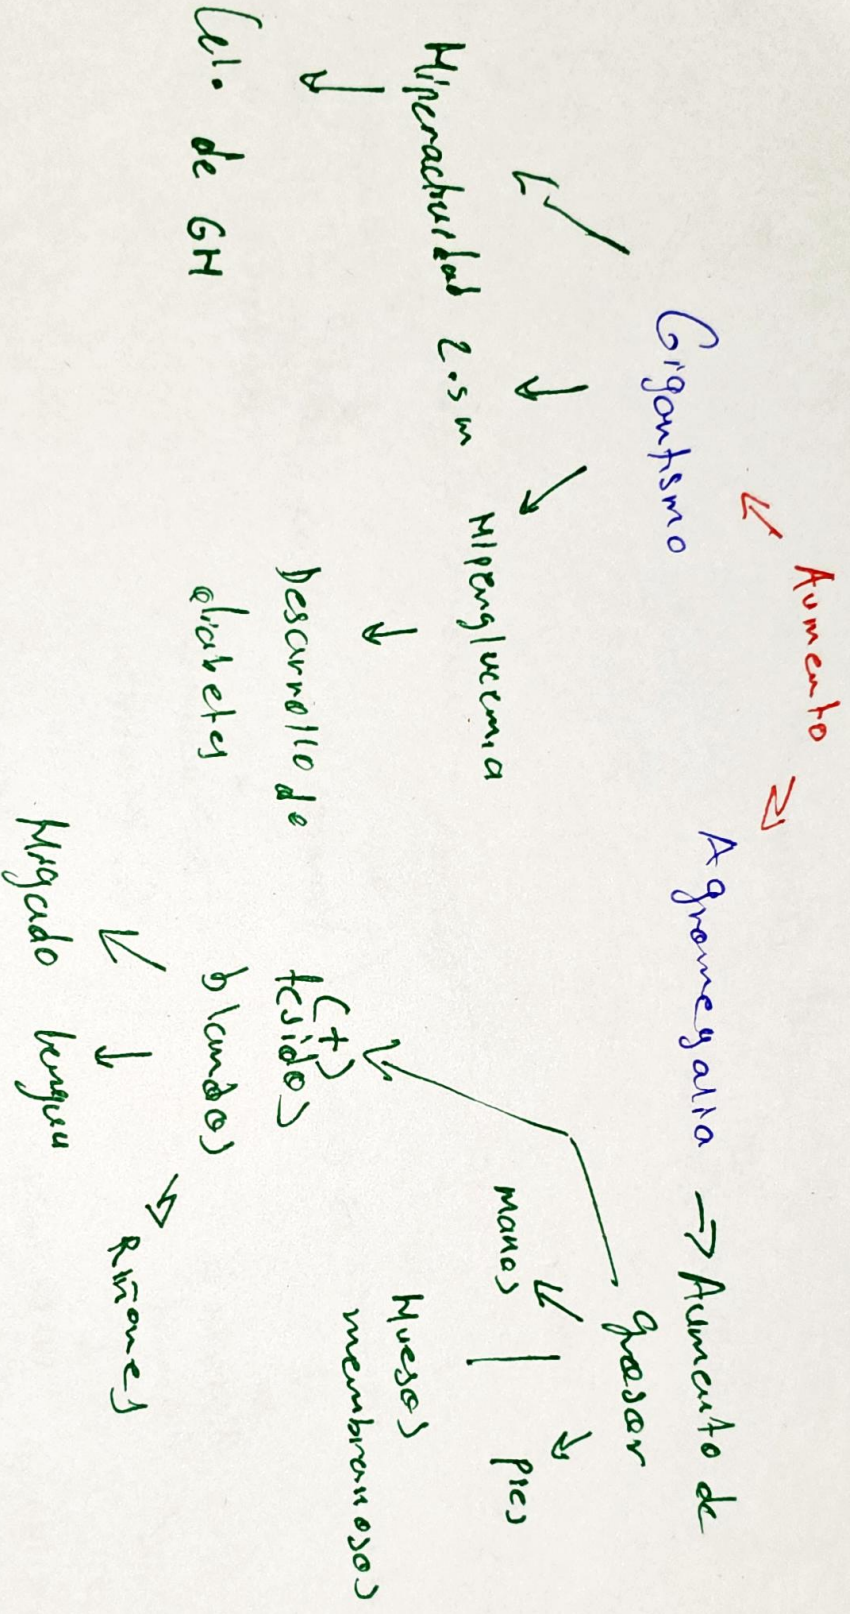 Aumento
Gigantismo
Agromegalia → Aumento de
grosor
Hiperactividad
2.5 m
Hiperglucemia
manos
pies
Cel. de GH
Desarrollo de
diabetes
(+)
tejidos
blandos
Huesos
membranosos
Higado
lengua
Riñones